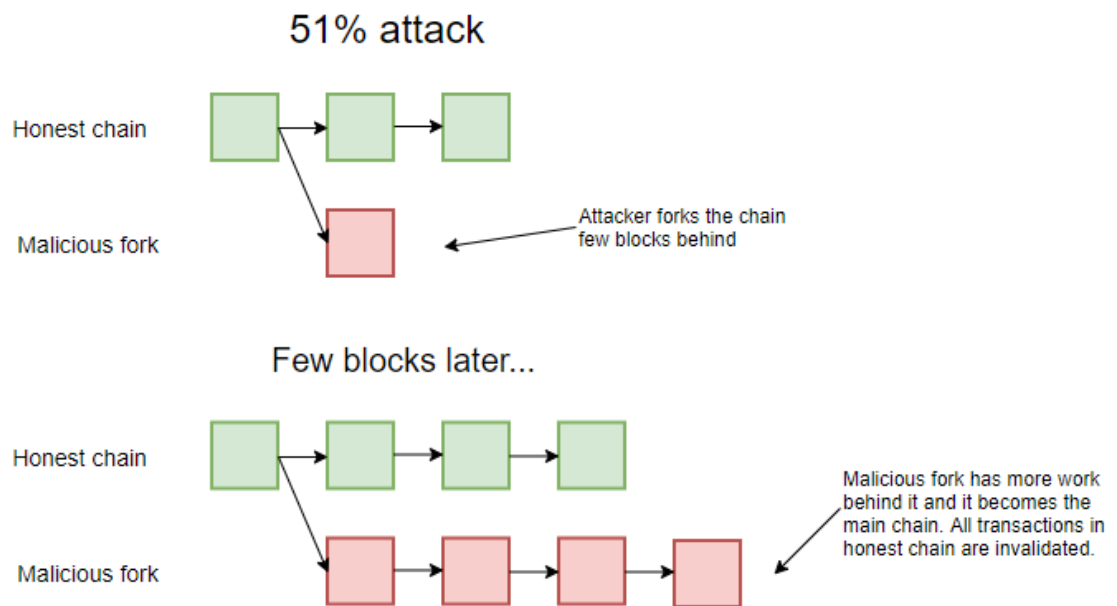 51% attack
Honest chain
Malicious fork
Attacker forks the chain
few blocks behind
Few blocks later...
Honest chain
Malicious fork has more work
behind it and it becomes the
main chain. All transactions in
honest chain are invalidated.
Malicious fork